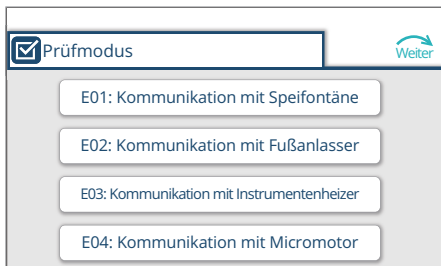 Prüfmodus
Weiter
E01: Kommunikation mit Speifontäne
E02: Kommunikation mit Fußanlasser
E03: Kommunikation mit Instrumentenheizer
E04: Kommunikation mit Micromotor